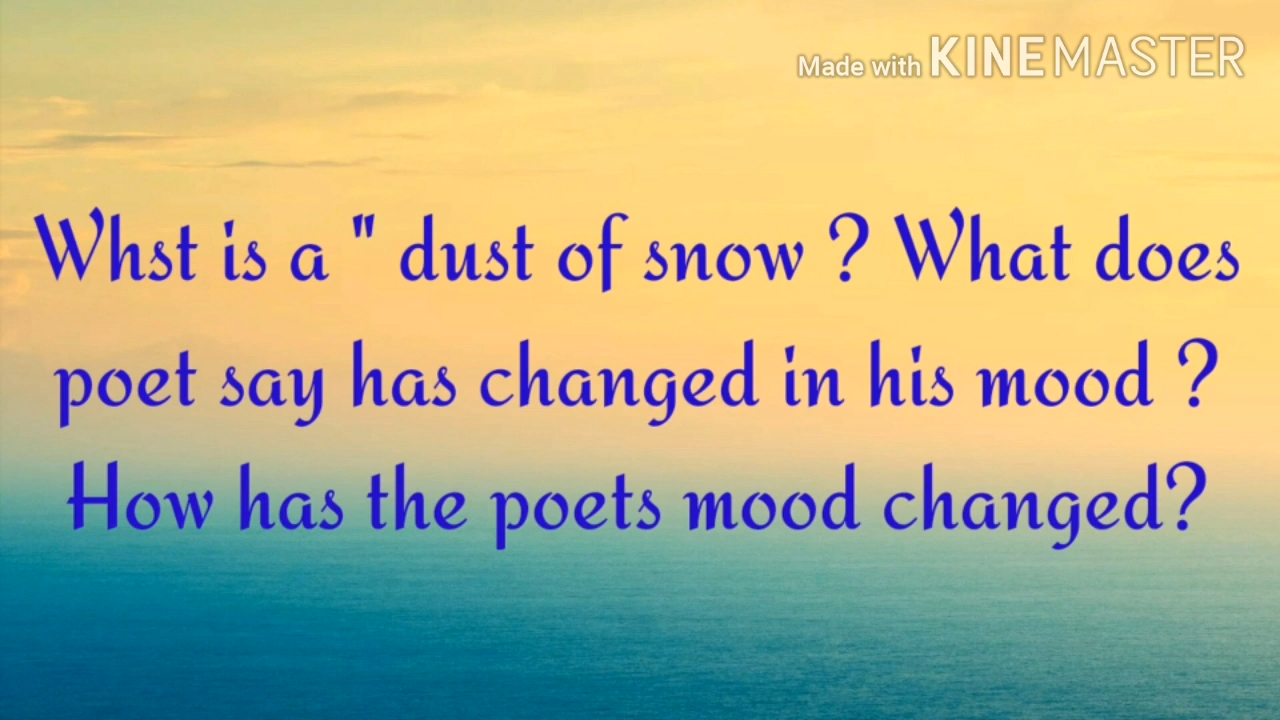 Made with KINEMASTER
Whst is a " dust of snow ? What does
poet say has changed in his mood ?
How has the poets mood changed?